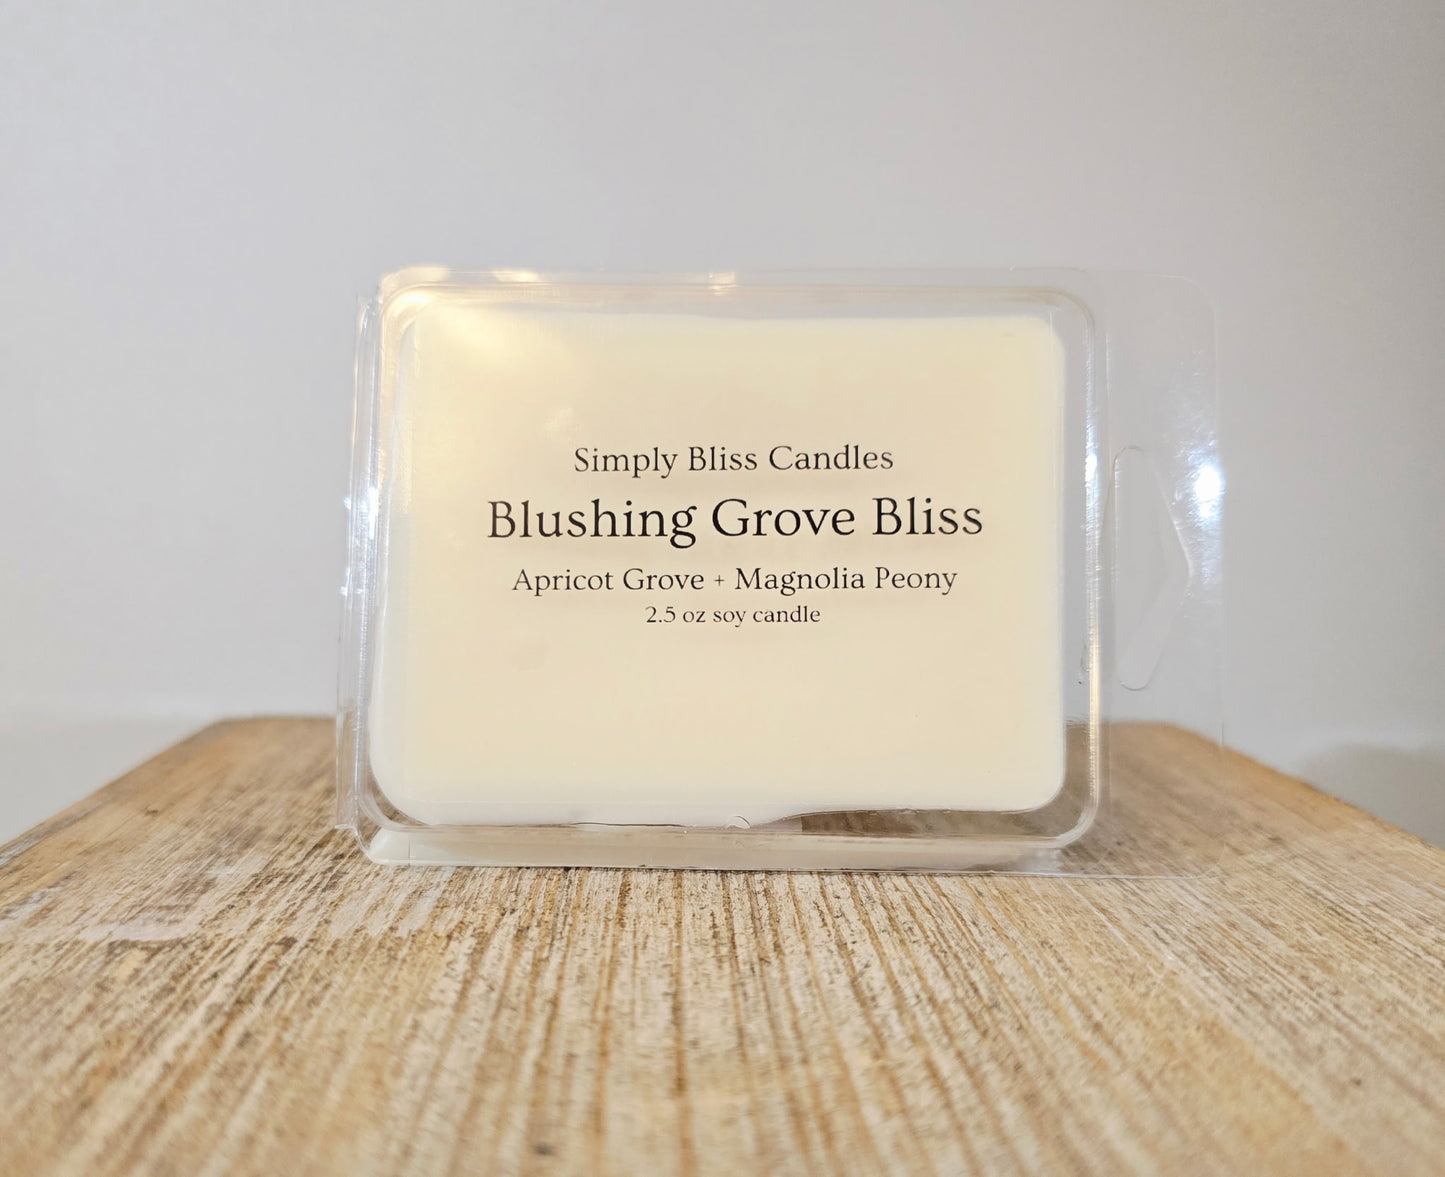 Simply Bliss Candles
Blushing Grove Bliss
Apricot Grove + Magnolia Peony
2.5 oz soy candle